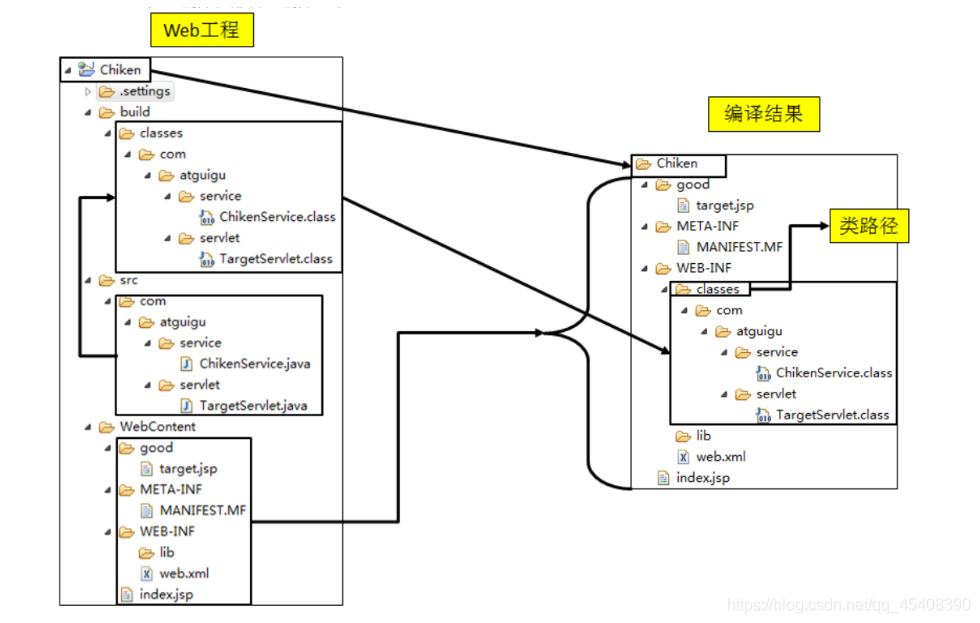 Web工程
Chiken
.settings
build
classes
com
atguigu
service
ChikenService.class
servlet
TargetServlet.class
src
com
atguigu
service
ChikenService.java
servlet
TargetServlet.java
WebContent
good
target.jsp
META-INF
MANIFEST.MF
WEB-INF
lib
web.xml
index.jsp
编译结果
Chiken
good
target.jsp
META-INF
MANIFEST.MF
WEB-INF
classes
类路径
com
atguigu
service
ChikenService.class
servlet
TargetServlet.class
lib
web.xml
index.jsp
https://blog.csdn.net/qq_45408390